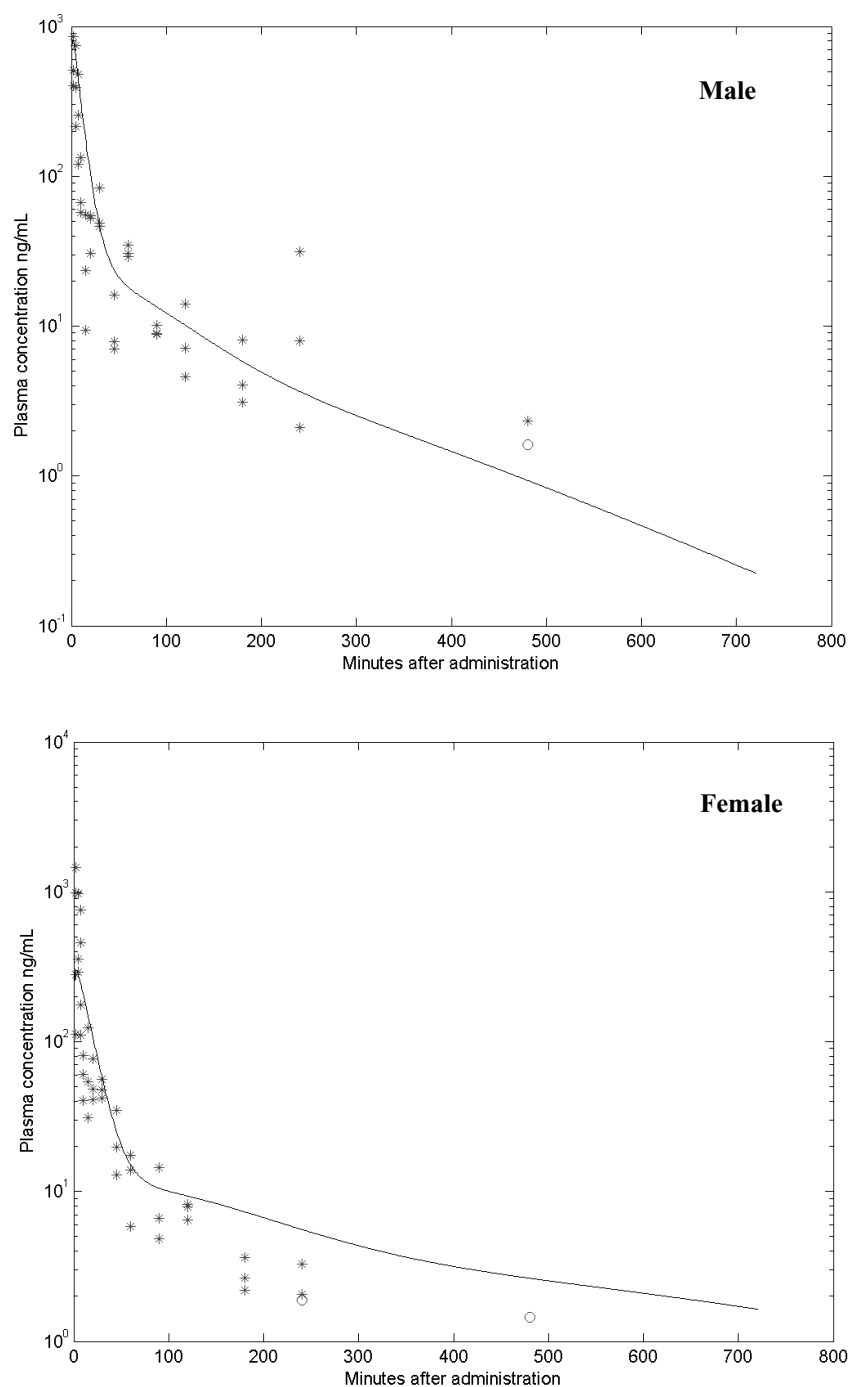 Male
10^3
10^2
10^1
10^0
10^-1
Plasma concentration ng/mL
0 100 200 300 400 500 600 700 800
Minutes after administration
Female
10^4
10^3
10^2
10^1
10^0
Plasma concentration ng/mL
0 100 200 300 400 500 600 700 800
Minutes after administration